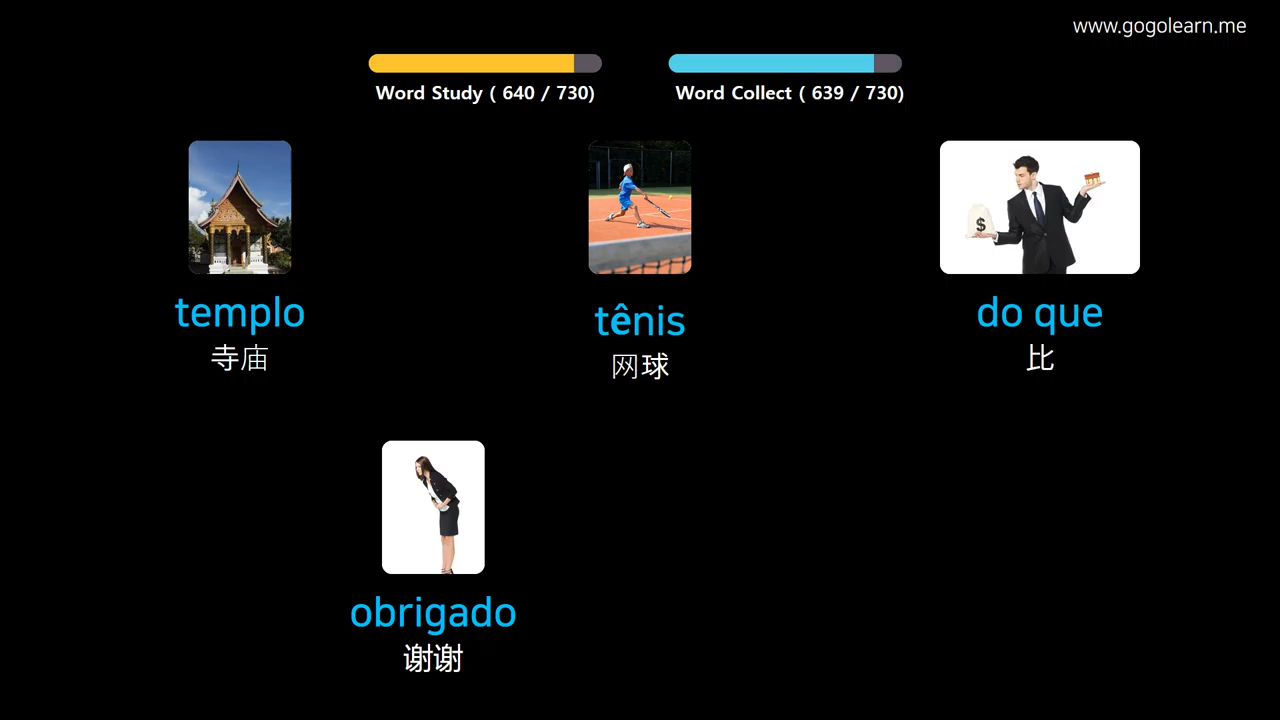 www.gogolearn.me
Word Study ( 640 / 730)
Word Collect ( 639 / 730)
$
templo
寺庙
tênis
网球
do que
比
obrigado
谢谢